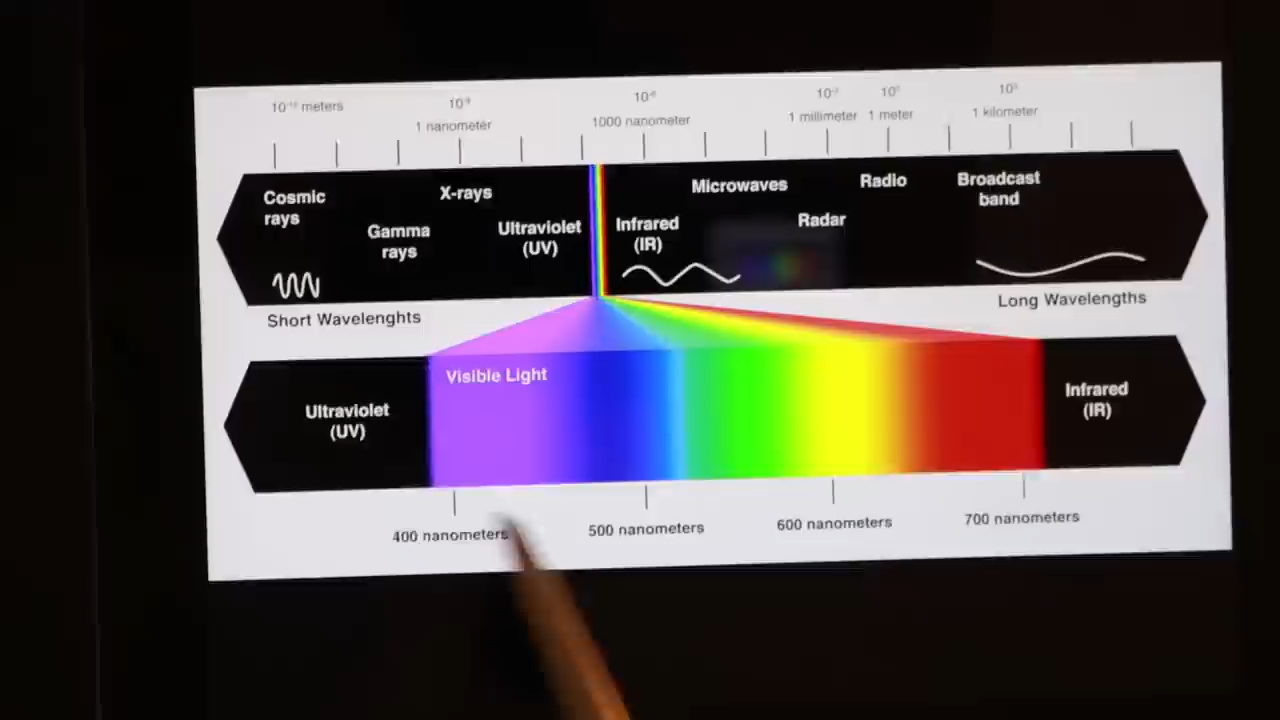 10⁻⁹
10⁻⁶
10⁻³
10⁰
10³
meters
1 nanometer
1000 nanometer
1 millimeter
1 meter
1 kilometer
Cosmic
rays
X-rays
Microwaves
Radio
Broadcast
band
Gamma
rays
Ultraviolet
(UV)
Infrared
(IR)
Radar
Short Wavelenghts
Long Wavelengths
Visible Light
Ultraviolet
(UV)
Infrared
(IR)
400 nanometers
500 nanometers
600 nanometers
700 nanometers